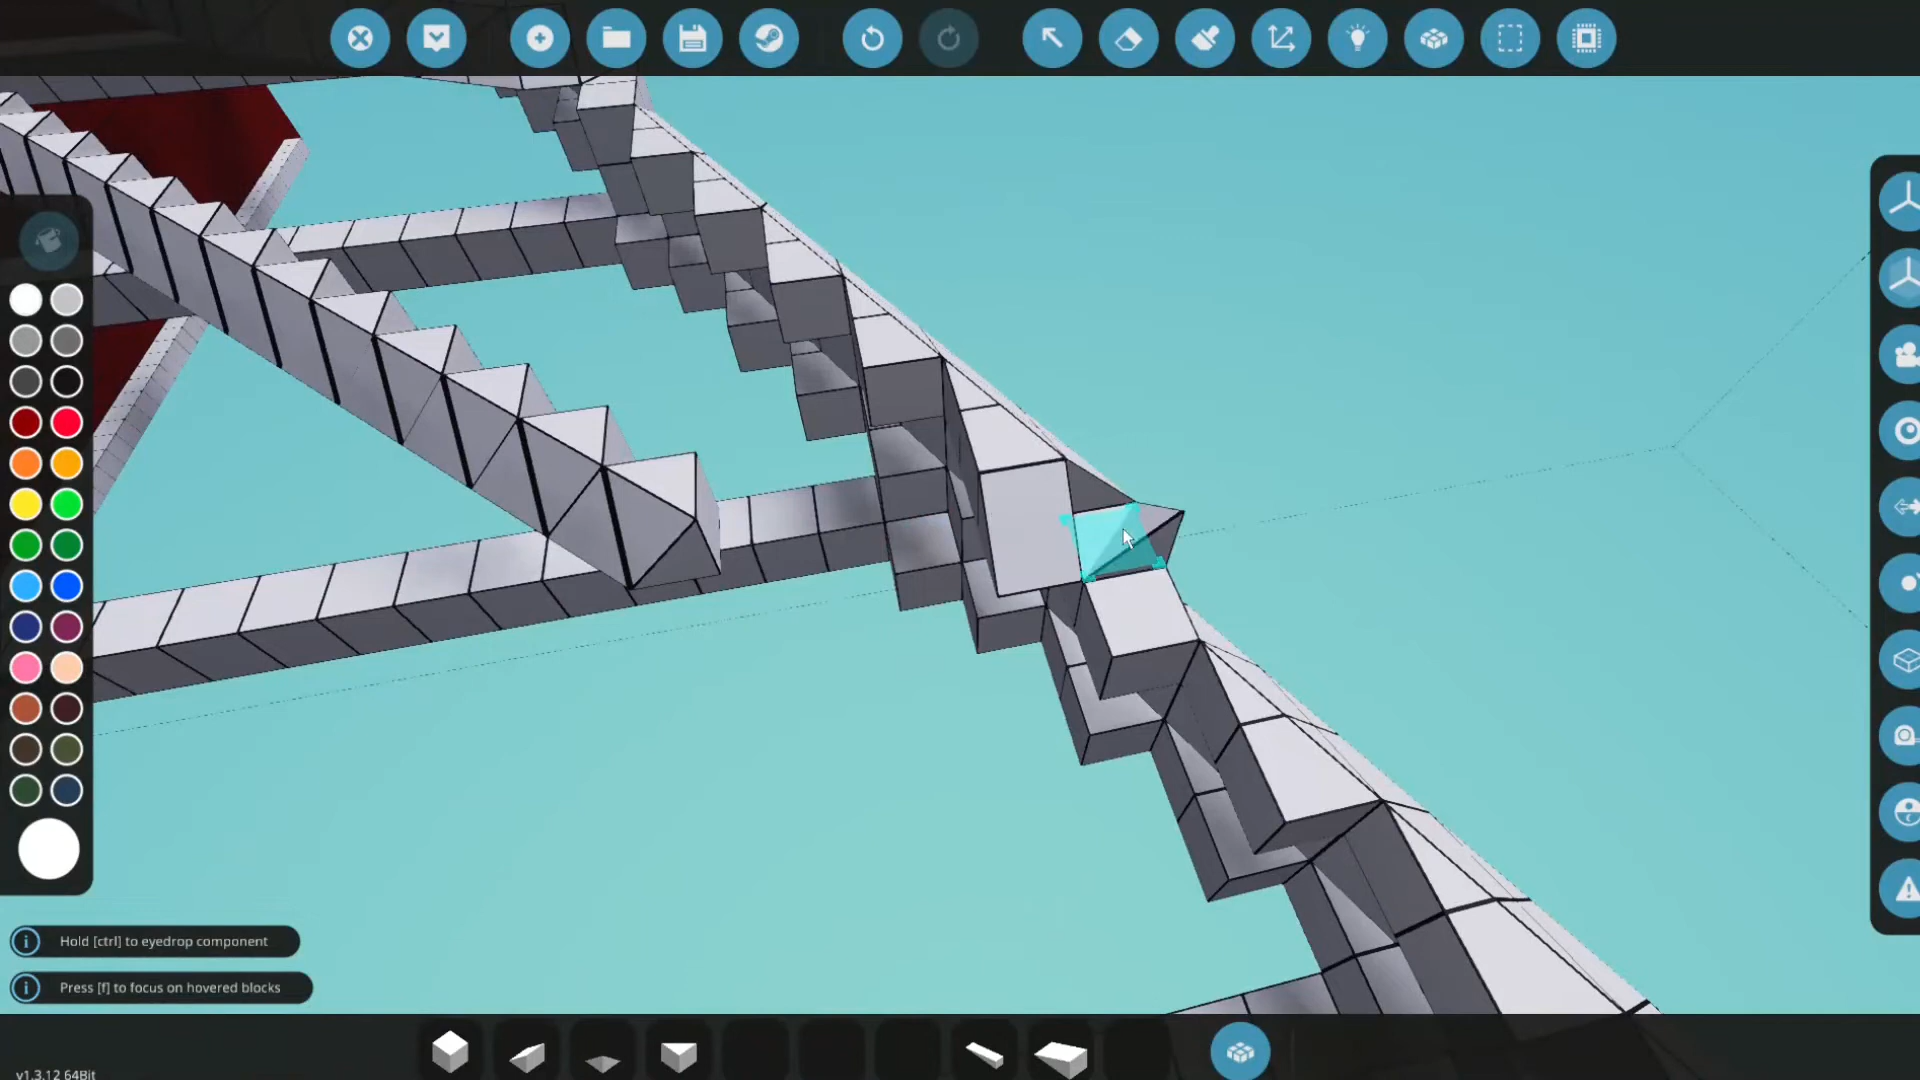 Hold [ctrl] to eyedrop component
Press [f] to focus on hovered blocks
v1.3.12 64Bit